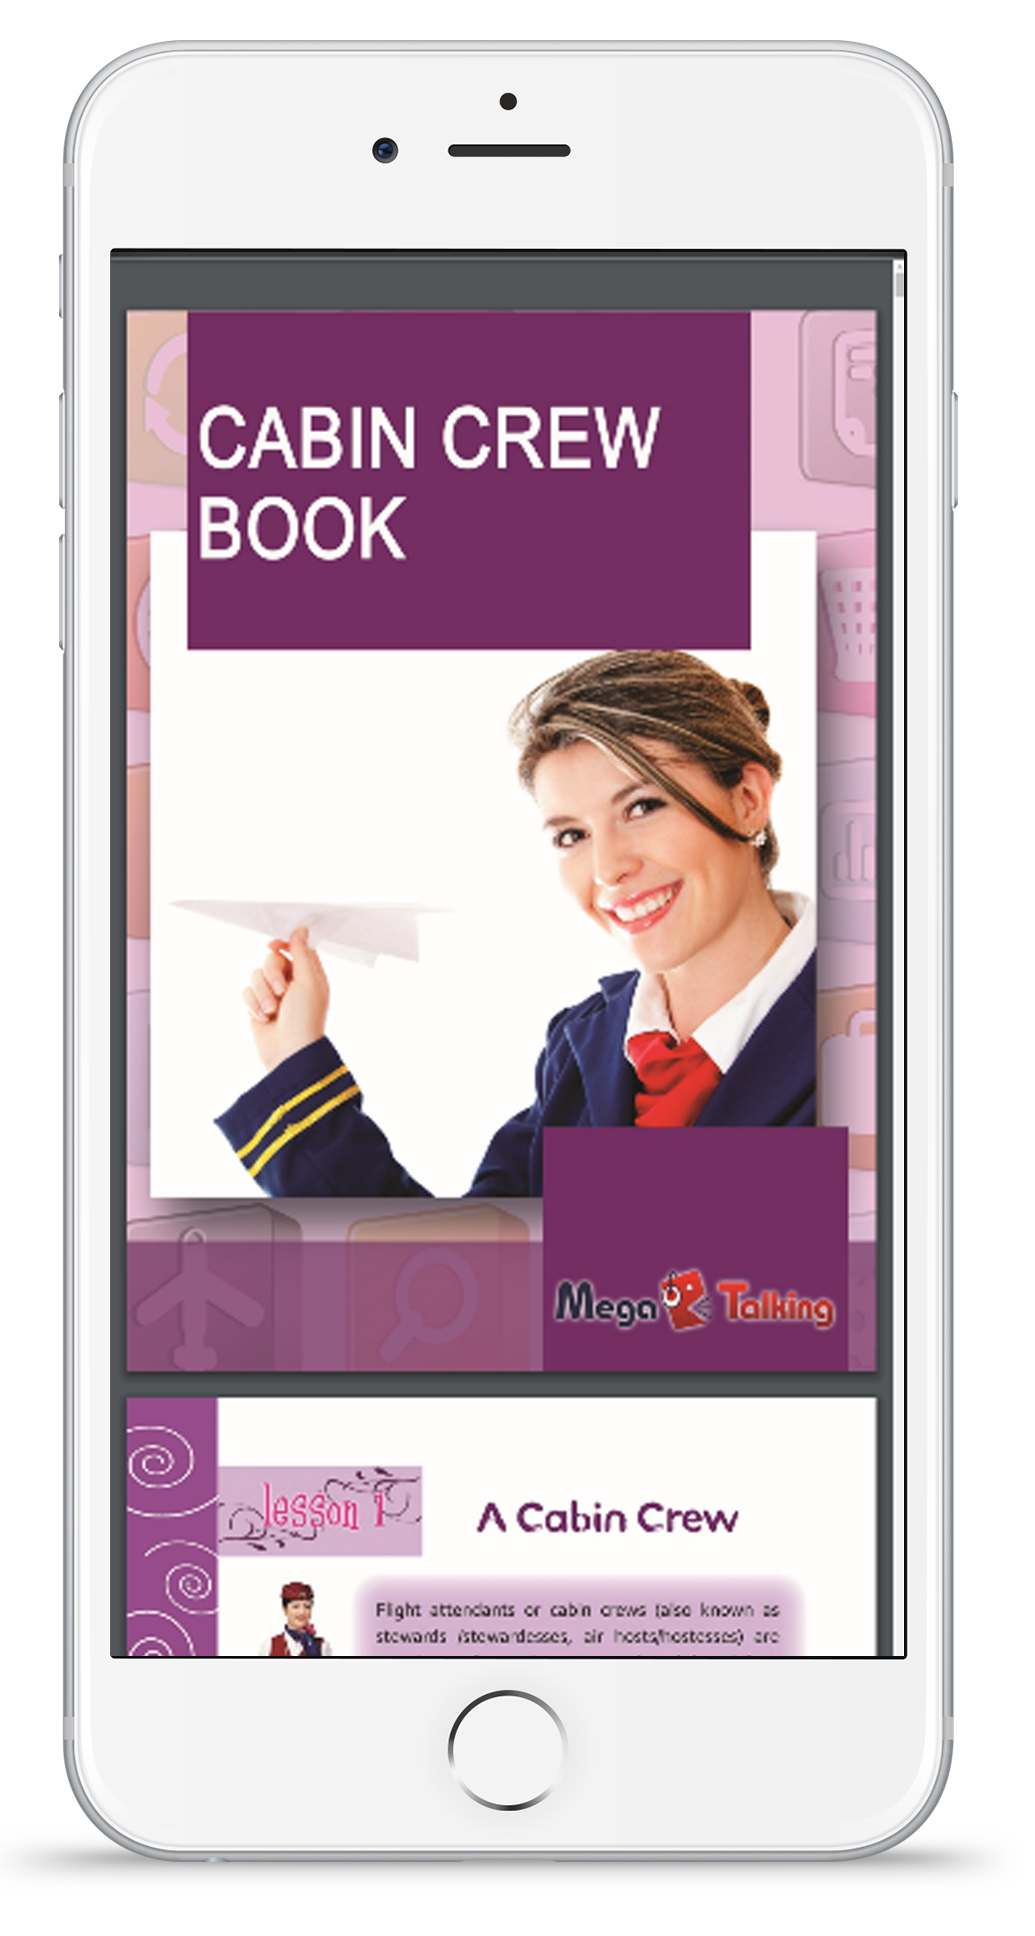 CABIN CREW
BOOK
Mega Talking
lesson 1
A Cabin Crew
Flight attendants or cabin crews (also known as
stewards /stewardesses, air hosts/hostesses) are